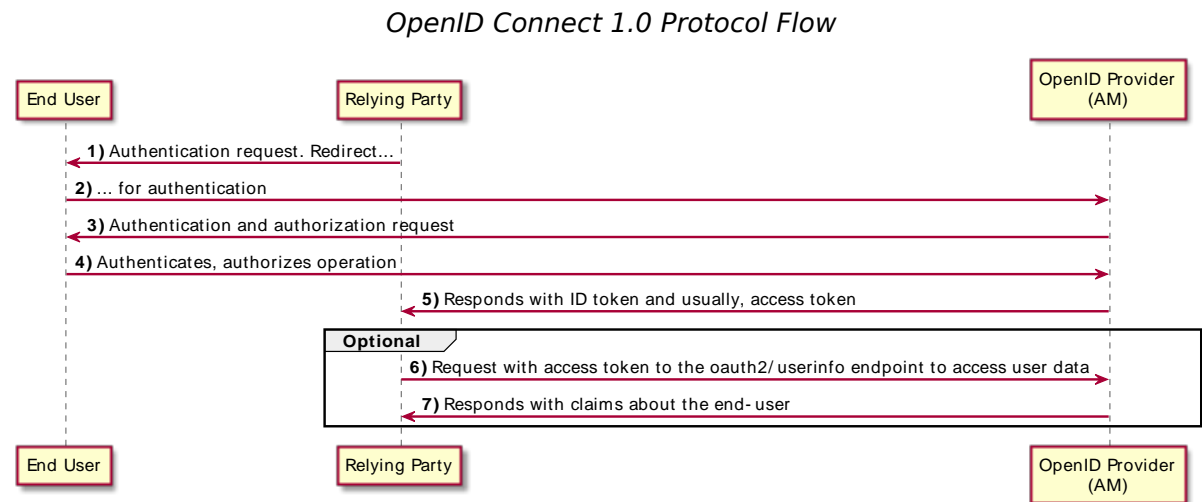 OpenID Connect 1.0 Protocol Flow
End User
Relying Party
OpenID Provider
(AM)
1) Authentication request. Redirect...
2) ... for authentication
3) Authentication and authorization request
4) Authenticates, authorizes operation
5) Responds with ID token and usually, access token
Optional
6) Request with access token to the oauth2/userinfo endpoint to access user data
7) Responds with claims about the end-user
End User
Relying Party
OpenID Provider
(AM)